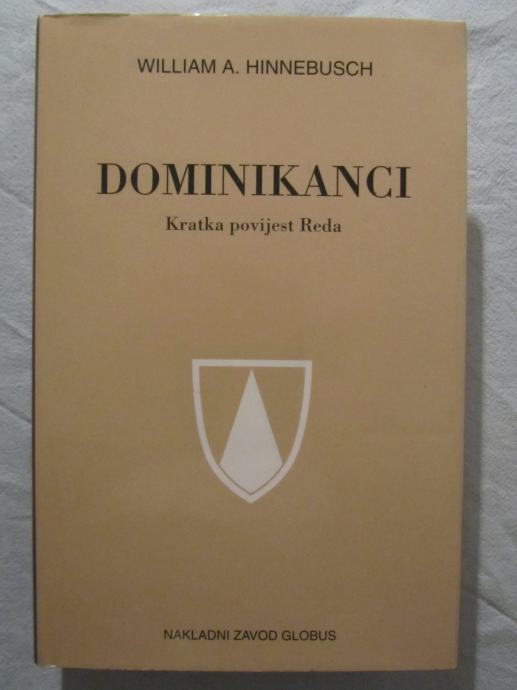 WILLIAM A. HINNEBUSCH
DOMINIKANCI
Kratka povijest Reda
NAKLADNI ZAVOD GLOBUS